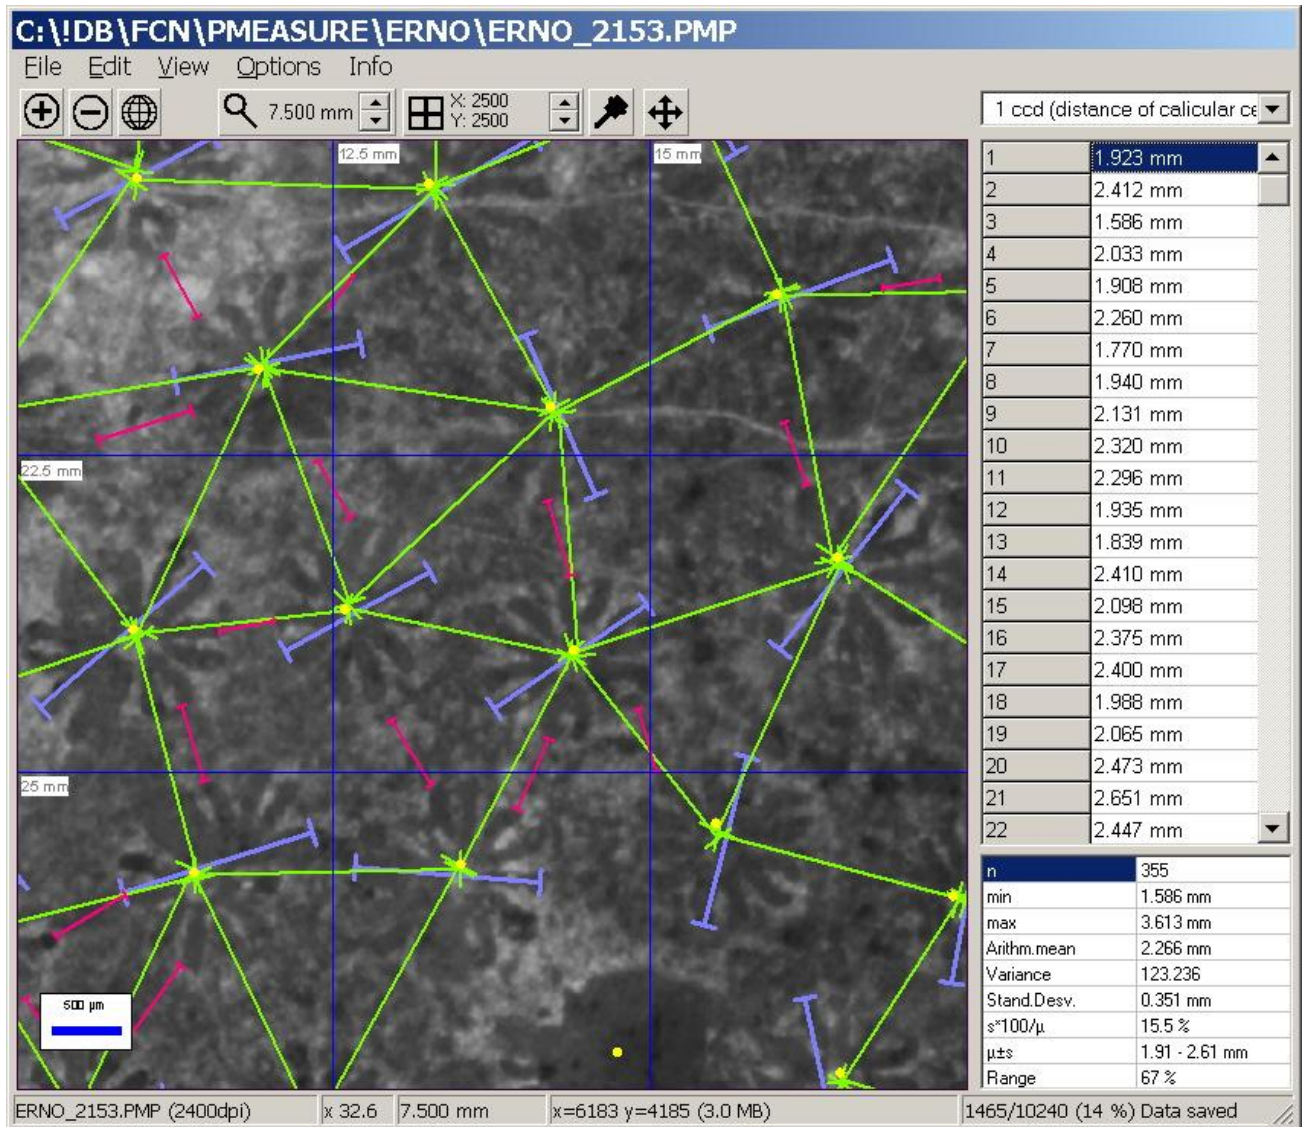 C:\!DB\FCN\PMEASURE\ERNO\ERNO_2153.PMP
File Edit View Options Info
7.500 mm X: 2500
Y: 2500
1 ccd (distance of calicular ce
12.5 mm 15 mm
22.5 mm
25 mm
500 µm
1 1.923 mm
2 2.412 mm
3 1.586 mm
4 2.033 mm
5 1.908 mm
6 2.260 mm
7 1.770 mm
8 1.940 mm
9 2.131 mm
10 2.320 mm
11 2.296 mm
12 1.935 mm
13 1.839 mm
14 2.410 mm
15 2.098 mm
16 2.375 mm
17 2.400 mm
18 1.988 mm
19 2.065 mm
20 2.473 mm
21 2.651 mm
22 2.447 mm
n 355
min 1.586 mm
max 3.613 mm
Arithm.mean 2.266 mm
Variance 123.236
Stand.Desv. 0.351 mm
s*100/µ 15.5 %
µ±s 1.91 - 2.61 mm
Range 67 %
ERNO_2153.PMP (2400dpi) x 32.6 7.500 mm x=6183 y=4185 (3.0 MB) 1465/10240 (14 %) Data saved